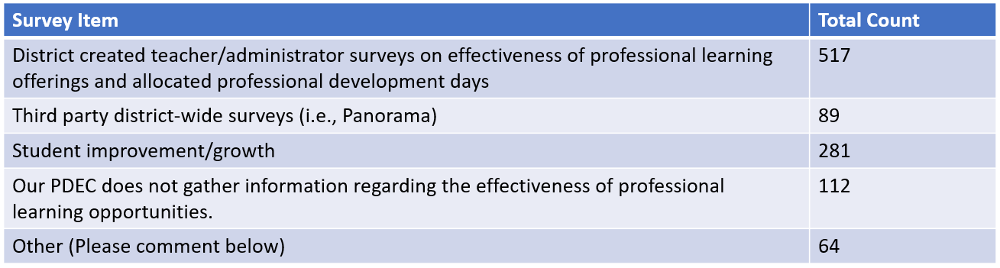 Survey Item Total Count
District created teacher/administrator surveys on effectiveness of professional learning 517
offerings and allocated professional development days
Third party district-wide surveys (i.e., Panorama) 89
Student improvement/growth 281
Our PDEC does not gather information regarding the effectiveness of professional 112
learning opportunities.
Other (Please comment below) 64